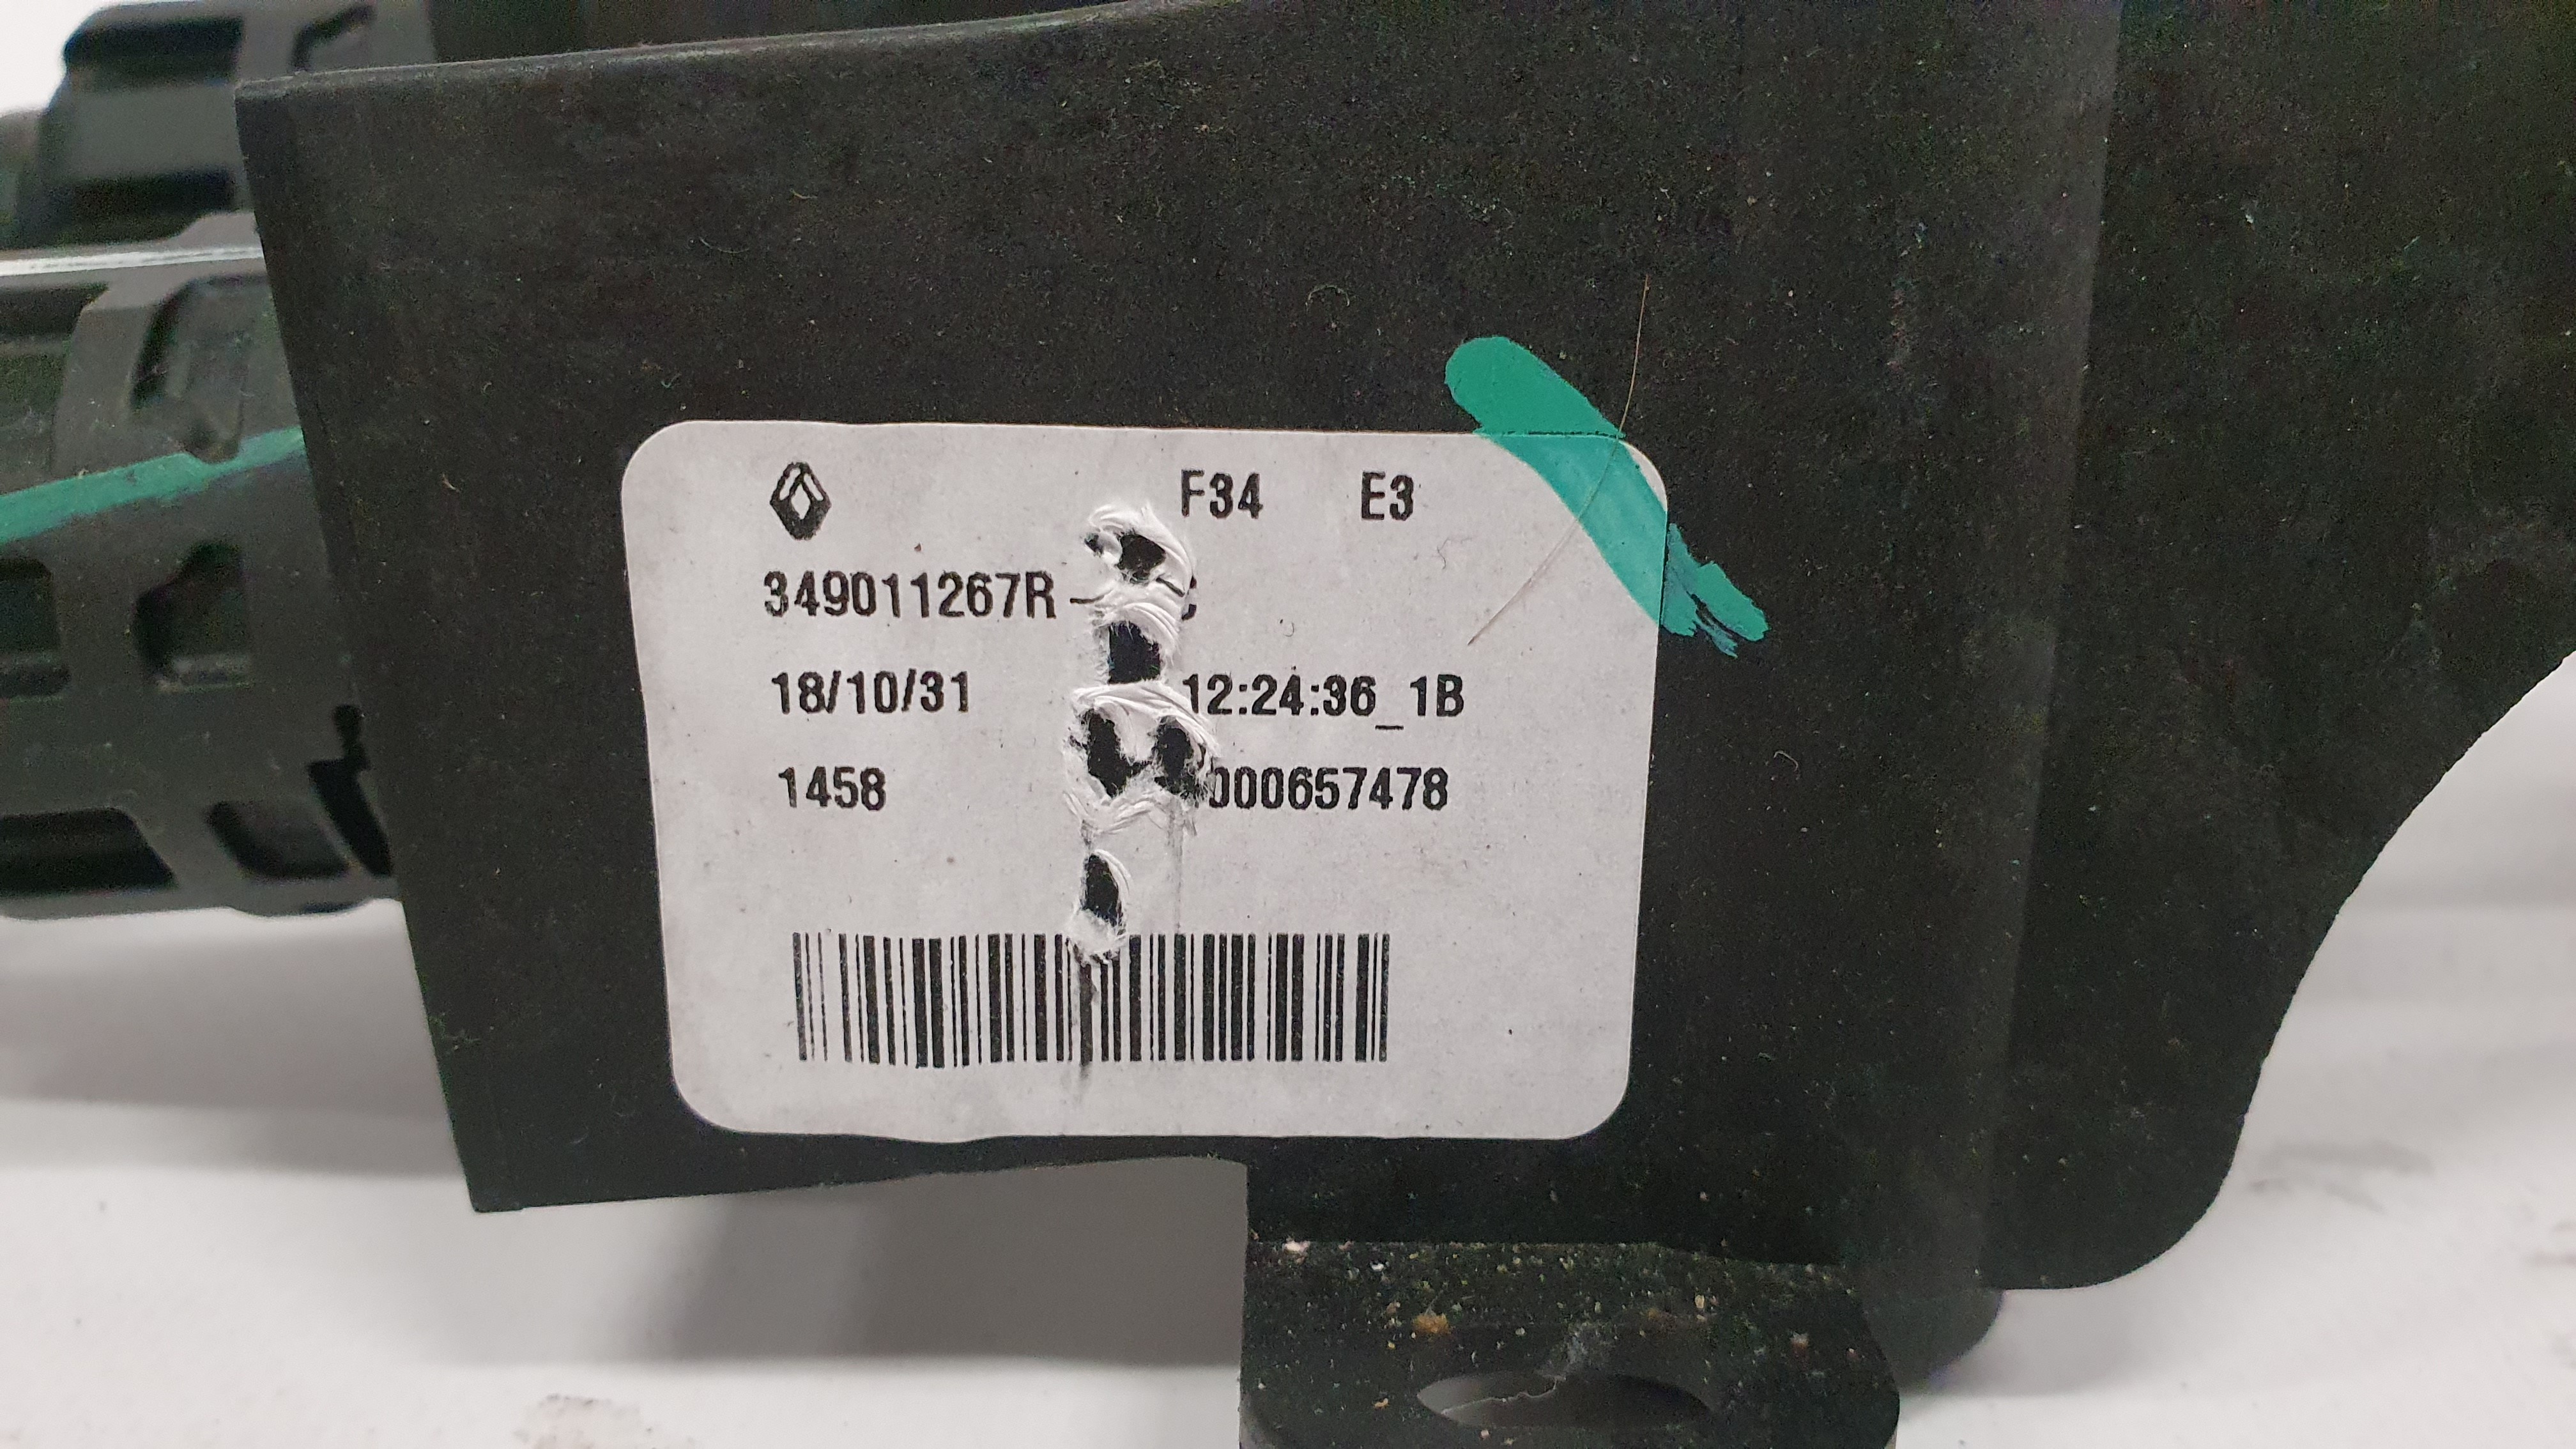 F34 E3
349011267R-
18/10/31 12:24:36_1B
1458 000657478